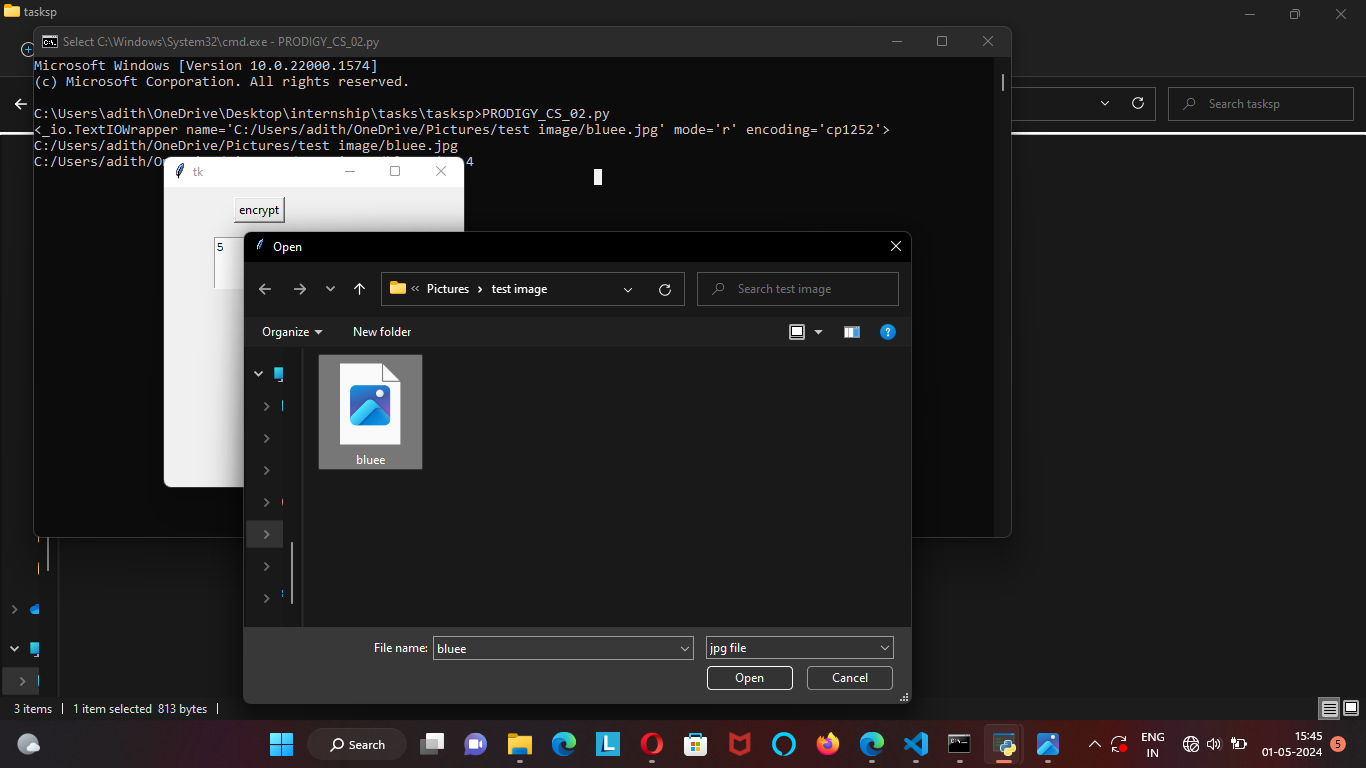 tasksp
Select C:\Windows\System32\cmd.exe - PRODIGY_CS_02.py
Microsoft Windows [Version 10.0.22000.1574]
(c) Microsoft Corporation. All rights reserved.
Search tasksp
C:\Users\adith\OneDrive\Desktop\internship\tasks\tasksp>PRODIGY_CS_02.py
<_io.TextIOWrapper name='C:/Users/adith/OneDrive/Pictures/test image/bluee.jpg' mode='r' encoding='cp1252'>
C:/Users/adith/OneDrive/Pictures/test image/bluee.jpg
C:/Users/adith/On 4
tk
encrypt
5
Open
« Pictures › test image
Search test image
Organize
New folder
bluee
File name: bluee
jpg file
Open
Cancel
3 items
1 item selected 813 bytes
Search
ENG
IN
15:45
01-05-2024
5